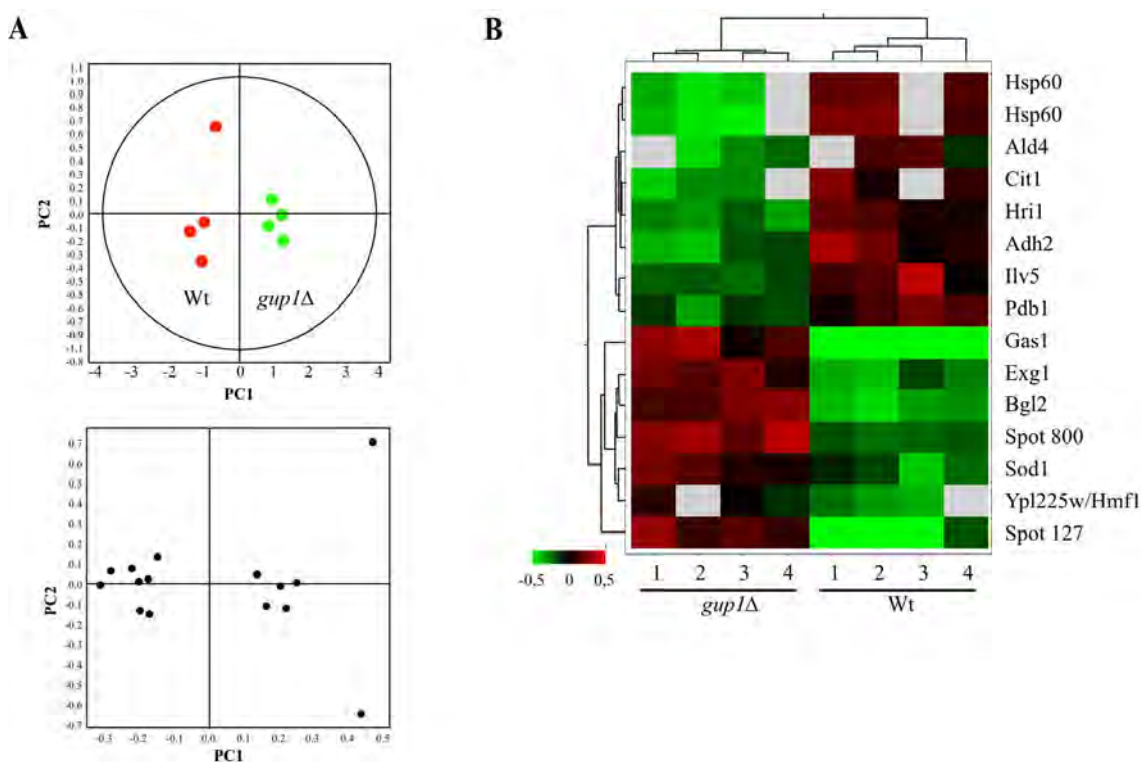 A
1.1
1.0
0.9
0.8
0.7
0.6
0.5
0.4
0.3
0.2
0.1
0.0
-0.1
-0.2
-0.3
-0.4
-0.5
-0.6
-0.7
-0.8
-0.9
-1.1
-0.8
PC2
Wt
gup1Δ
-4 -3 -2 -1 0 1 2 3 4
PC1
0.7
0.6
0.5
0.4
0.3
0.2
0.1
0.0
-0.1
-0.2
-0.3
-0.4
-0.5
-0.6
-0.7
PC2
-0.3 -0.2 -0.1 0.0 0.1 0.2 0.3 0.4 0.5
PC1
B
Hsp60
Hsp60
Ald4
Cit1
Hri1
Adh2
Ilv5
Pdb1
Gas1
Exg1
Bgl2
Spot 800
Sod1
Ypl225w/Hmf1
Spot 127
-0,5 0 0,5
1 2 3 4 1 2 3 4
gup1Δ Wt